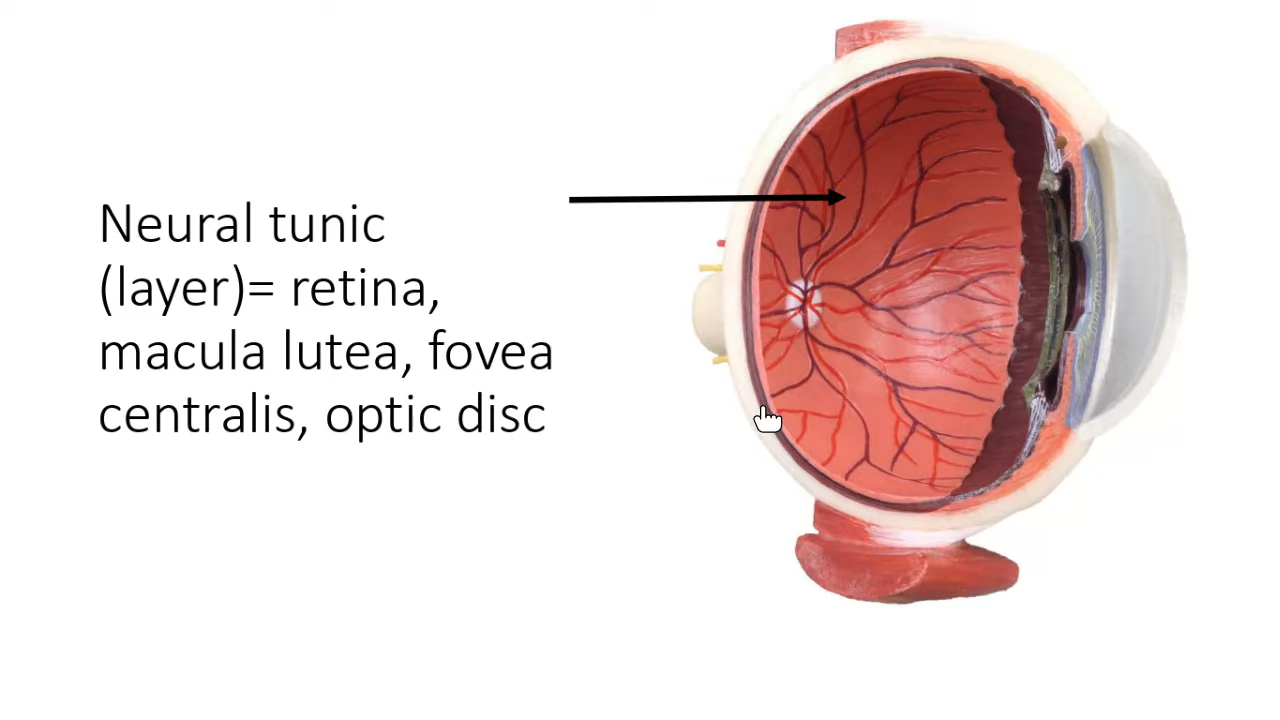 Neural tunic
(layer)= retina,
macula lutea, fovea
centralis, optic disc